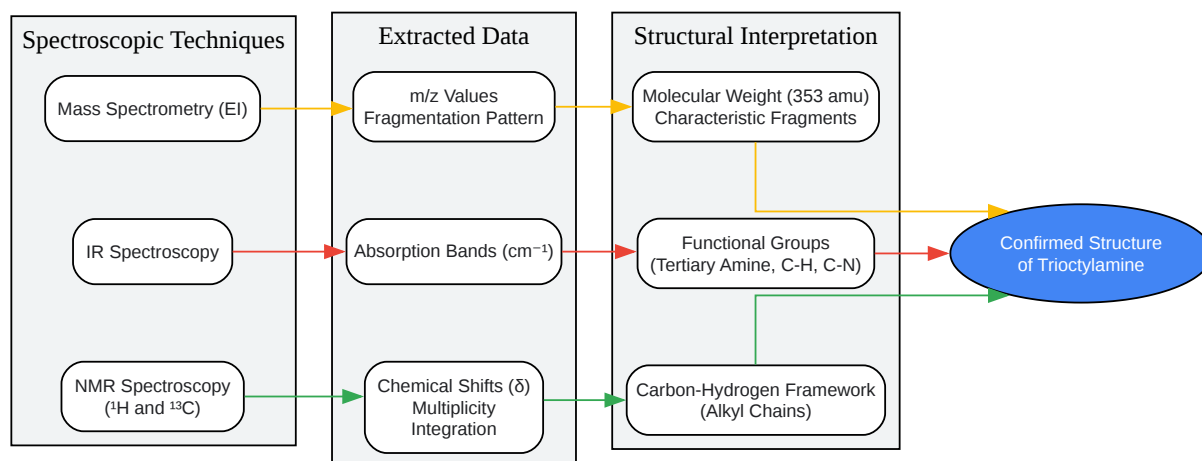 Spectroscopic Techniques
Extracted Data
Structural Interpretation
Mass Spectrometry (EI)
m/z Values
Fragmentation Pattern
Molecular Weight (353 amu)
Characteristic Fragments
IR Spectroscopy
Absorption Bands (cm⁻¹)
Functional Groups
(Tertiary Amine, C-H, C-N)
Confirmed Structure
of Trioctylamine
NMR Spectroscopy
(¹H and ¹³C)
Chemical Shifts (δ)
Multiplicity
Integration
Carbon-Hydrogen Framework
(Alkyl Chains)